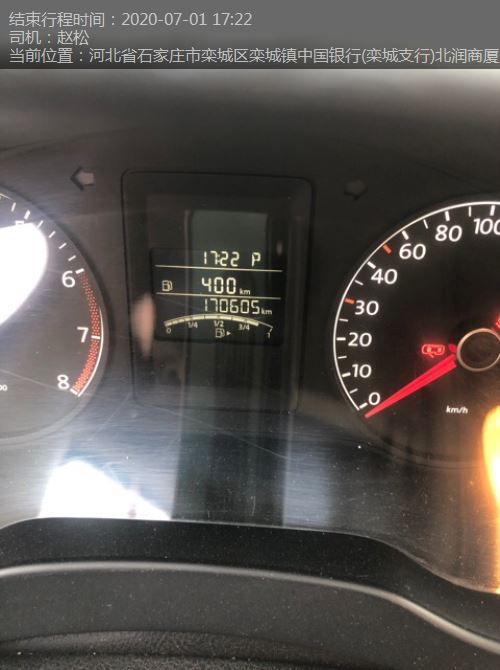 结束行程时间：2020-07-01 17:22
司机：赵松
当前位置：河北省石家庄市栾城区栾城镇中国银行(栾城支行)北润商厦
17:22 P
400 km
170605 km
0 1/4 1/2 3/4 1
6
7
8
0
10
20
30
40
60
80
100
km/h